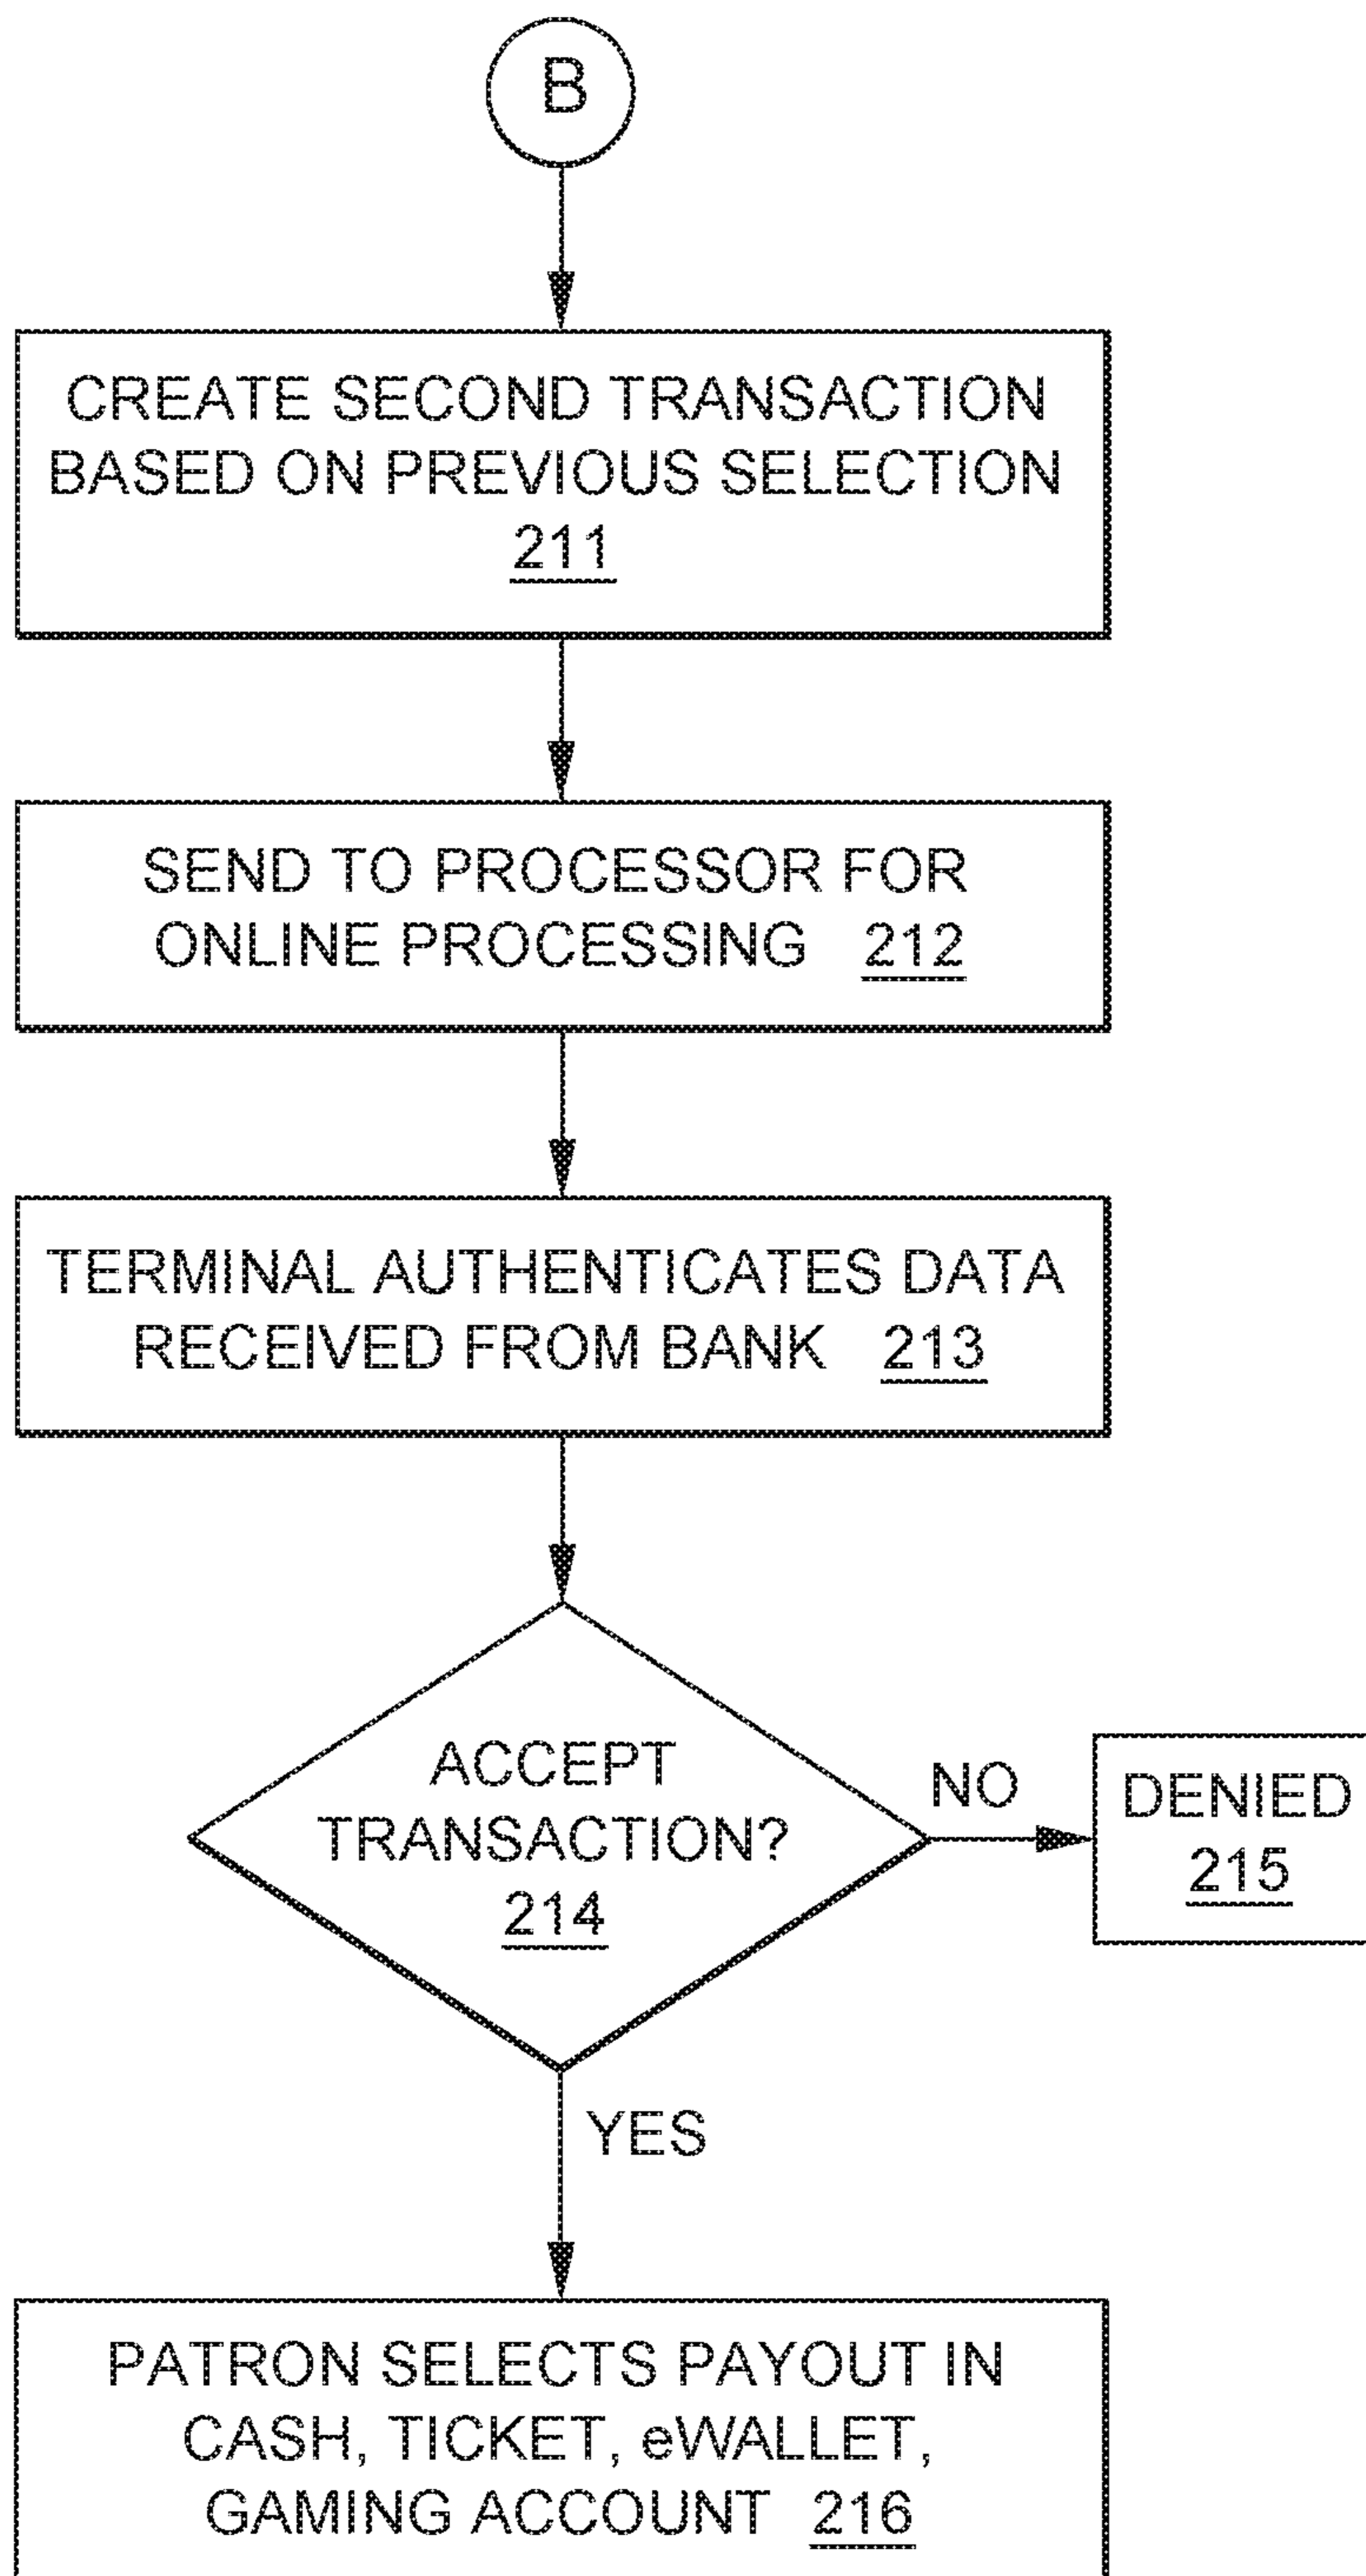 B
CREATE SECOND TRANSACTION
BASED ON PREVIOUS SELECTION
211
SEND TO PROCESSOR FOR
ONLINE PROCESSING 212
TERMINAL AUTHENTICATES DATA
RECEIVED FROM BANK 213
ACCEPT
TRANSACTION?
214
NO
DENIED
215
YES
PATRON SELECTS PAYOUT IN
CASH, TICKET, eWALLET,
GAMING ACCOUNT 216